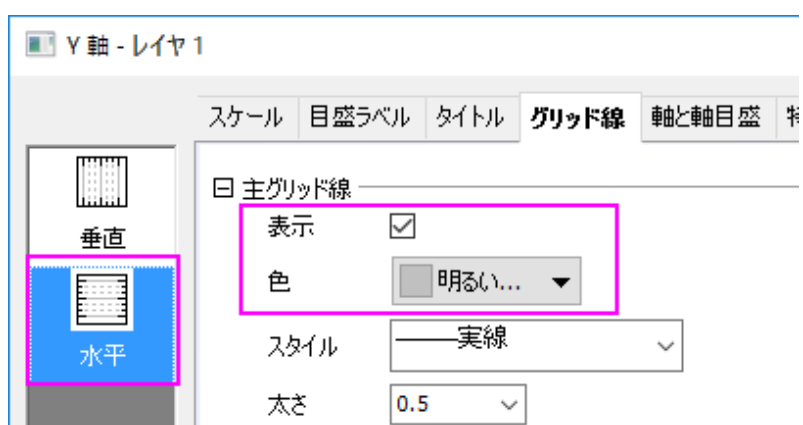 Y 軸 - レイヤ 1
スケール 目盛ラベル タイトル グリッド線 軸と軸目盛
垂直
水平
主グリッド線
表示
色 明るい...
スタイル 実線
太さ 0.5